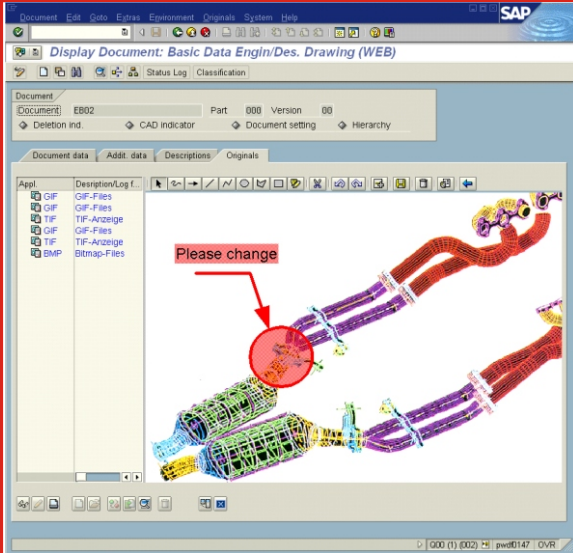 Document Edit Goto Extras Environment Originals System Help
SAP
Display Document: Basic Data Engin/Des. Drawing (WEB)
Status Log Classification
Document
Document EB02 Part 000 Version 00
Deletion ind. CAD indicator Document setting Hierarchy
Document data Addit. data Descriptions Originals
Appl. Desription/Log f...
GIF GIF-Files
GIF GIF-Files
TIF TIF-Anzeige
GIF GIF-Files
TIF TIF-Anzeige
BMP Bitmap-Files
Please change
Q00 (1) (002) pwdf0147 OVR